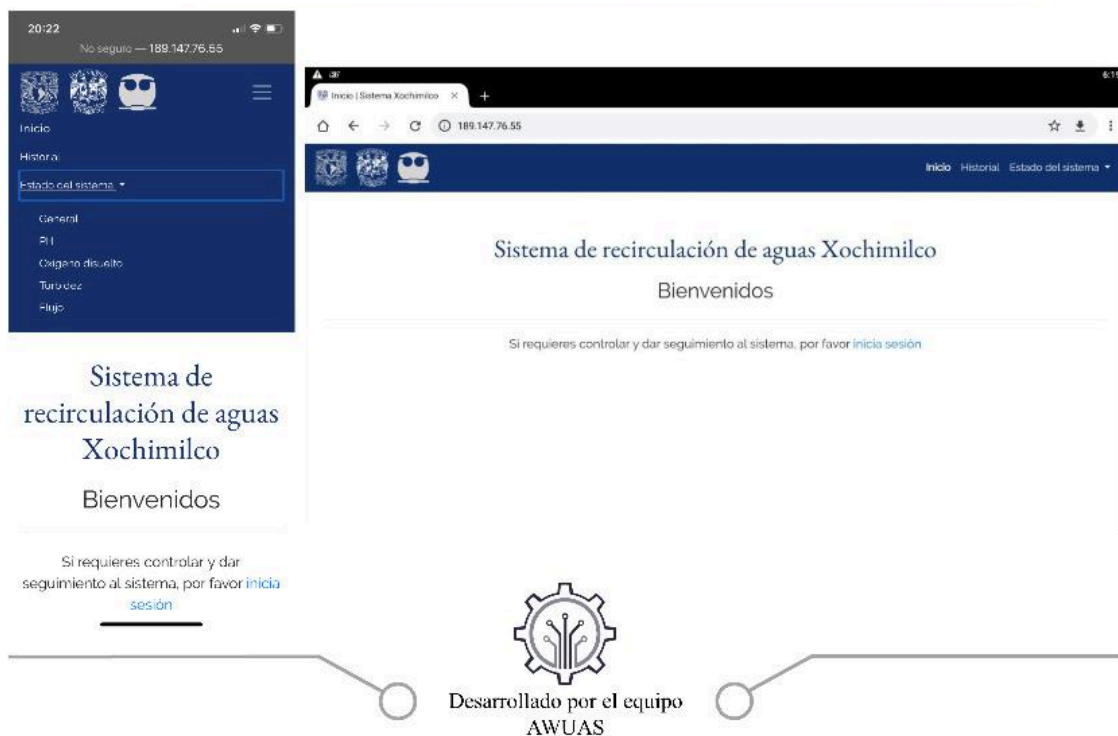 20:22
No seguro — 189.147.76.55
Inicio
Historial
Estado del sistema
General
PH
Oxígeno disuelto
Turbidez
Flujo
Sistema de
recirculación de aguas
Xochimilco
Bienvenidos
Si requieres controlar y dar
seguimiento al sistema, por favor inicia
sesión
6:19
Inicio | Sistema Xochimilco
189.147.76.55
Inicio Historial Estado del sistema
Sistema de recirculación de aguas Xochimilco
Bienvenidos
Si requieres controlar y dar seguimiento al sistema, por favor inicia sesión
Desarrollado por el equipo
AWUAS